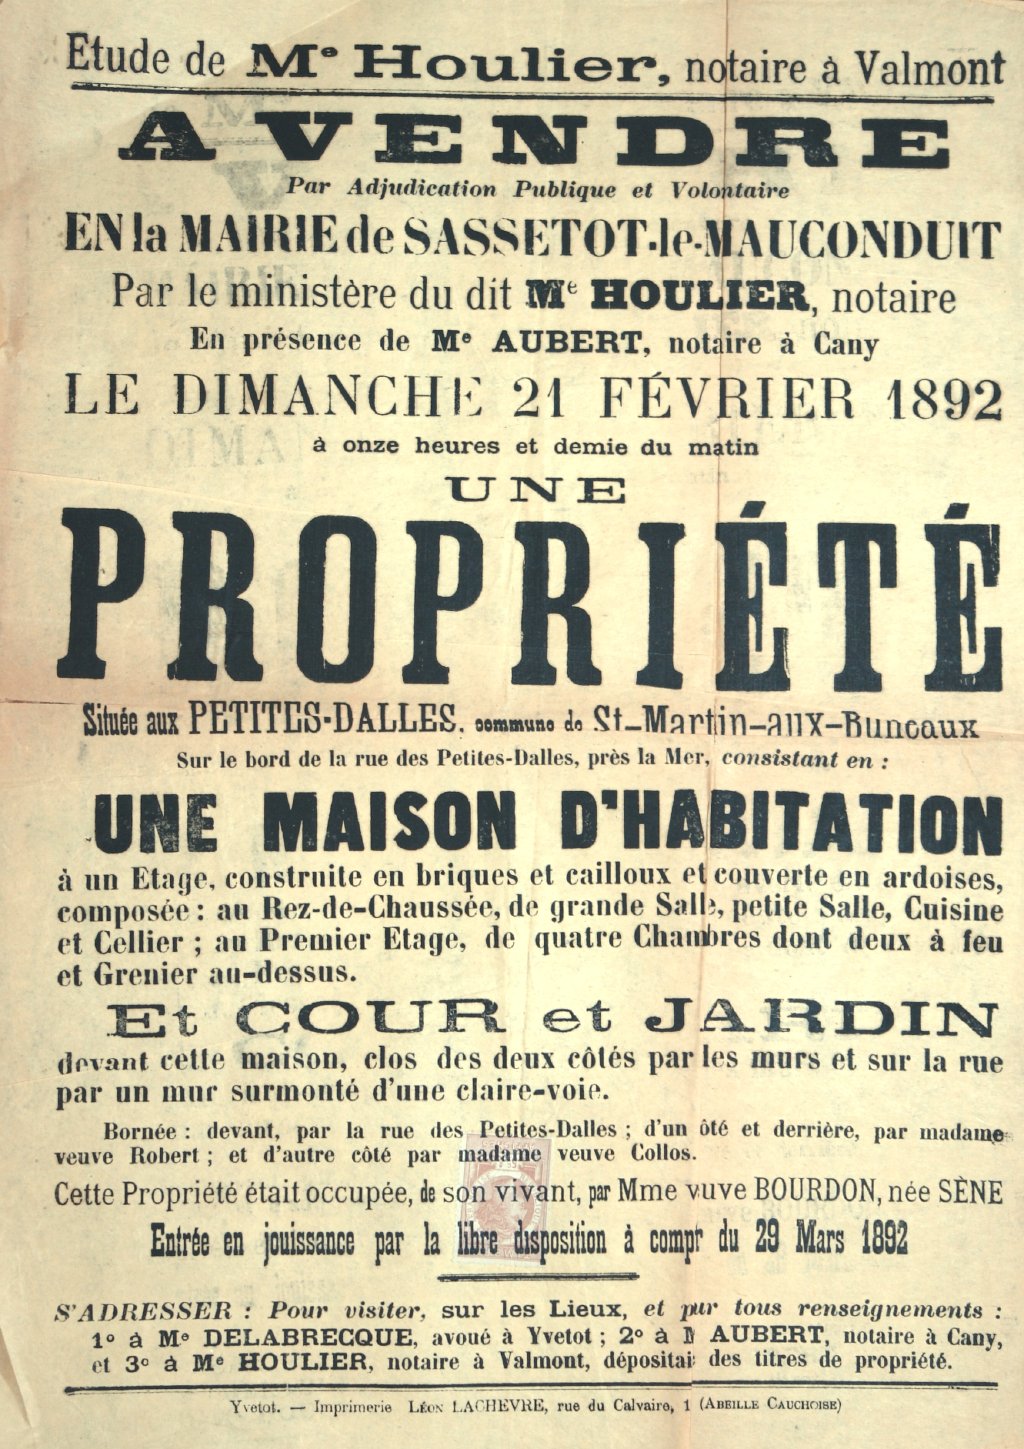 Etude de Me Houlier, notaire à Valmont
A VENDRE
Par Adjudication Publique et Volontaire
EN la MAIRIE de SASSETOT-le-MAUCONDUIT
Par le ministère du dit Me HOULIER, notaire
En présence de Me AUBERT, notaire à Cany
LE DIMANCHE 21 FÉVRIER 1892
à onze heures et demie du matin
UNE
PROPRIÉTÉ
Située aux PETITES-DALLES, commune de St-Martin-aux-Buneaux
Sur le bord de la rue des Petites-Dalles, près la Mer, consistant en :
UNE MAISON D'HABITATION
à un Etage, construite en briques et cailloux et couverte en ardoises,
composée : au Rez-de-Chaussée, de grande Salle, petite Salle, Cuisine
et Cellier ; au Premier Etage, de quatre Chambres dont deux à feu
et Grenier au-dessus.
Et COUR et JARDIN
devant cette maison, clos des deux côtés par les murs et sur la rue
par un mur surmonté d'une claire-voie.
Bornée : devant, par la rue des Petites-Dalles ; d'un ôté et derrière, par madame
veuve Robert ; et d'autre côté par madame veuve Collos.
Cette Propriété était occupée, de son vivant, par Mme vuve BOURDON, née SÈNE
Entrée en jouissance par la libre disposition à compr du 29 Mars 1892
S'ADRESSER : Pour visiter, sur les Lieux, et pur tous renseignements :
1o à Me DELABRECQUE, avoué à Yvetot ; 2o à M AUBERT, notaire à Cany,
et 3o à Me HOULIER, notaire à Valmont, dépositai des titres de propriété.
Yvetot. — Imprimerie LÉON LACHEVRE, rue du Calvaire, 1 (ABEILLE CAUCHOISE)